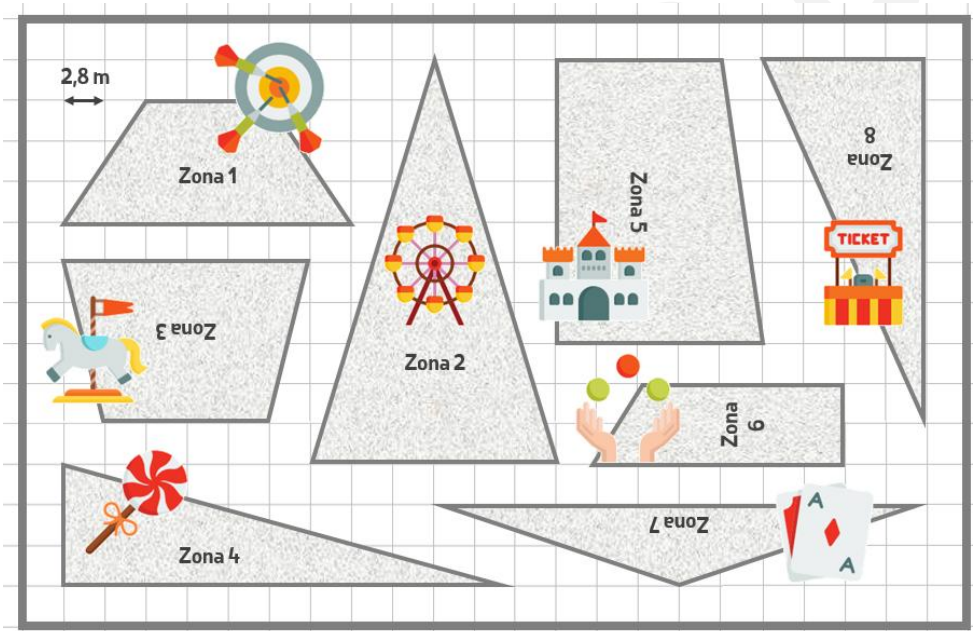 2,8 m
Zona 1
Zona 2
Zona 5
Zona 8
TICKET
Zona 3
Zona
6
Zona 4
Zona 7
A
A